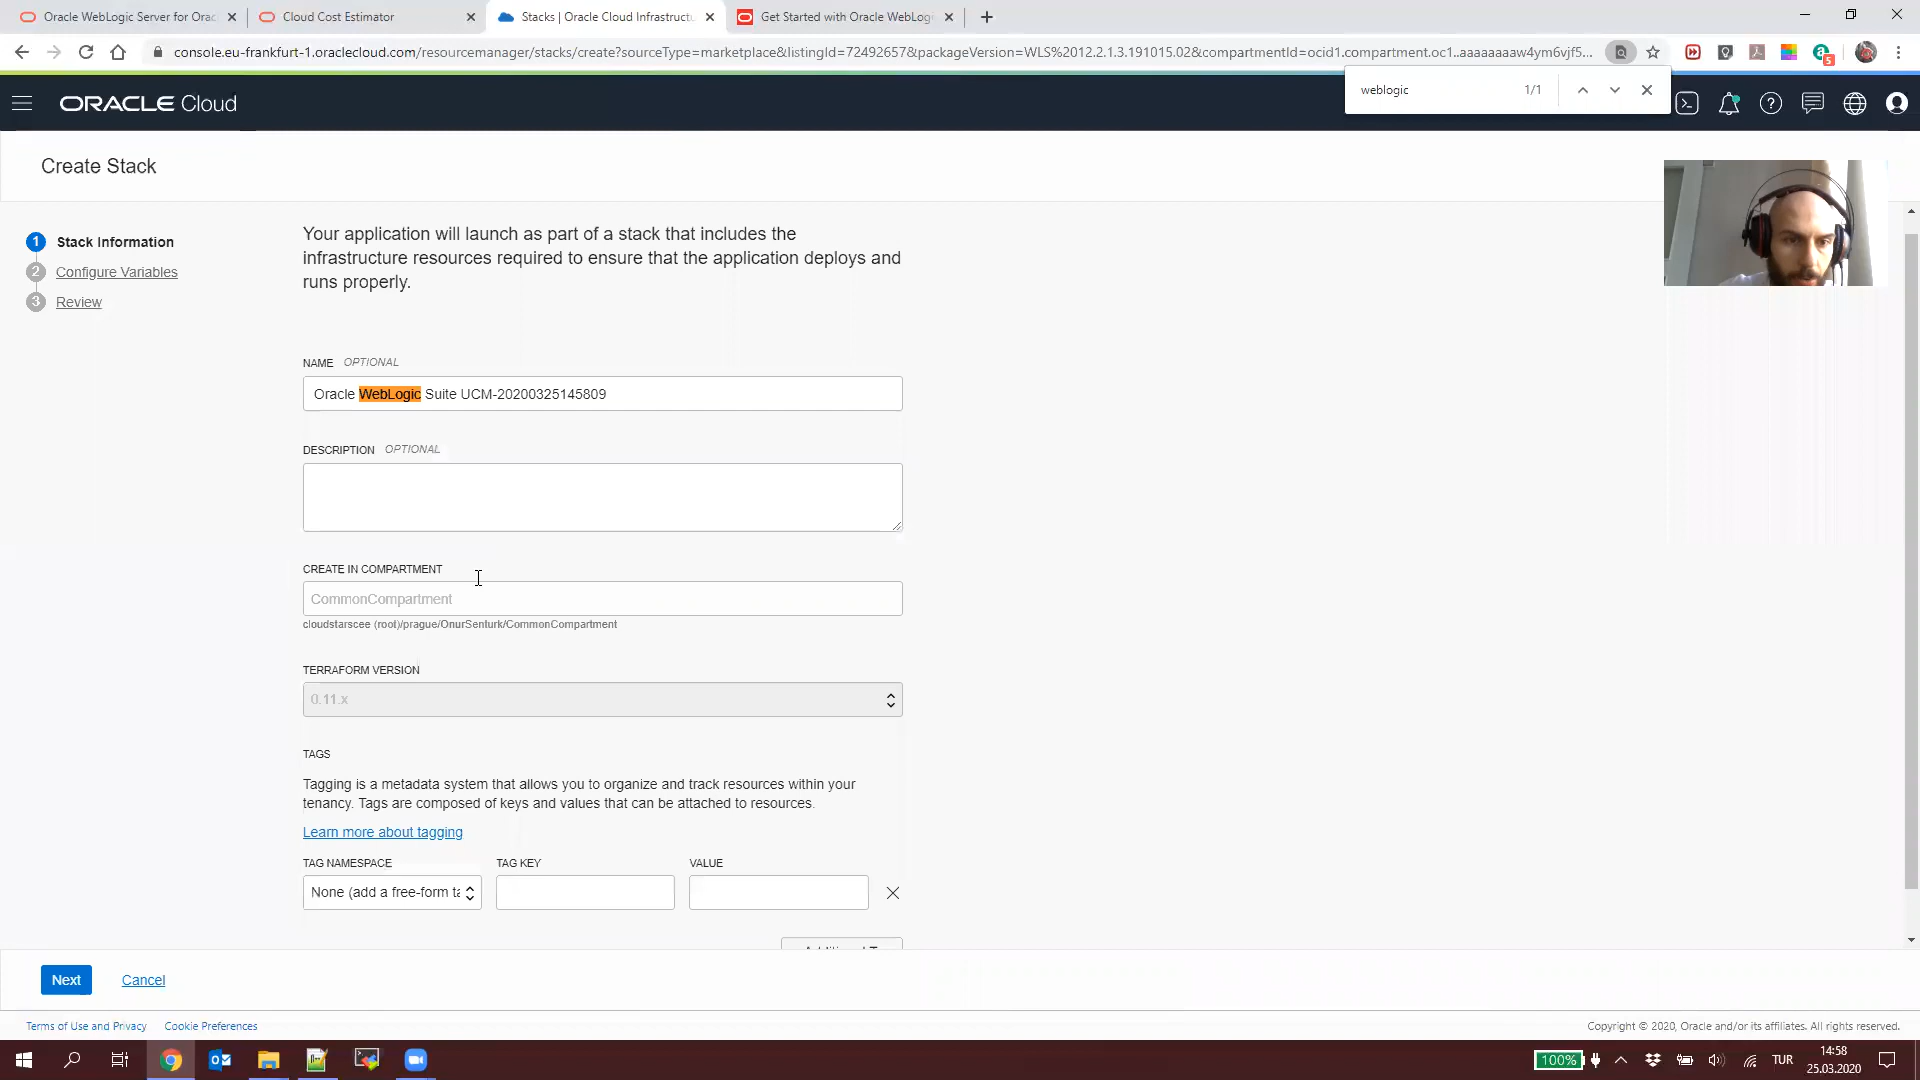 Oracle WebLogic Server for Orac
Cloud Cost Estimator
Stacks | Oracle Cloud Infrastructu
Get Started with Oracle WebLogi
console.eu-frankfurt-1.oraclecloud.com/resourcemanager/stacks/create?sourceType=marketplace&listingId=72492657&packageVersion=WLS%2012.2.1.3.191015.02&compartmentId=ocid1.compartment.oc1..aaaaaaaaw4ym6vjf5...
5
weblogic 1/1
ORACLE Cloud
Create Stack
1 Stack Information
2 Configure Variables
3 Review
Your application will launch as part of a stack that includes the
infrastructure resources required to ensure that the application deploys and
runs properly.
NAME OPTIONAL
Oracle WebLogic Suite UCM-20200325145809
DESCRIPTION OPTIONAL
CREATE IN COMPARTMENT
CommonCompartment
cloudstarscee (root)/prague/OnurSenturk/CommonCompartment
TERRAFORM VERSION
0.11.x
TAGS
Tagging is a metadata system that allows you to organize and track resources within your
tenancy. Tags are composed of keys and values that can be attached to resources.
Learn more about tagging
TAG NAMESPACE TAG KEY VALUE
None (add a free-form ta
Next Cancel
Terms of Use and Privacy Cookie Preferences
Copyright © 2020, Oracle and/or its affiliates. All rights reserved.
100% TUR 14:58
25.03.2020